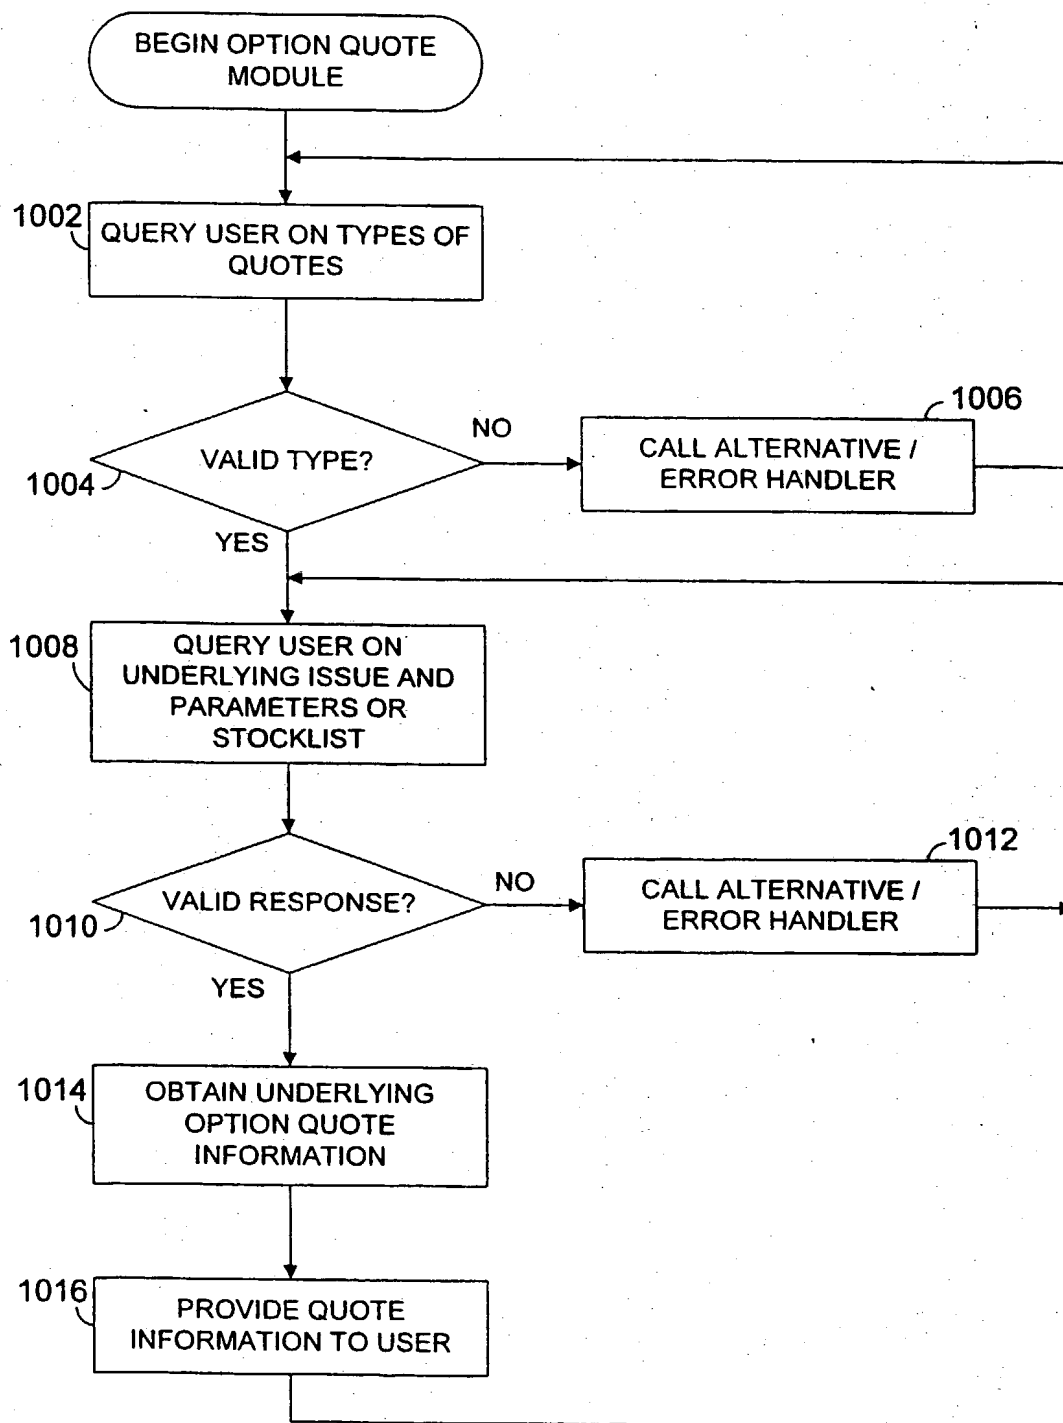 BEGIN OPTION QUOTE
MODULE
1002
QUERY USER ON TYPES OF
QUOTES
1004
VALID TYPE?
NO
1006
CALL ALTERNATIVE /
ERROR HANDLER
YES
1008
QUERY USER ON
UNDERLYING ISSUE AND
PARAMETERS OR
STOCKLIST
1010
VALID RESPONSE?
NO
1012
CALL ALTERNATIVE /
ERROR HANDLER
YES
1014
OBTAIN UNDERLYING
OPTION QUOTE
INFORMATION
1016
PROVIDE QUOTE
INFORMATION TO USER